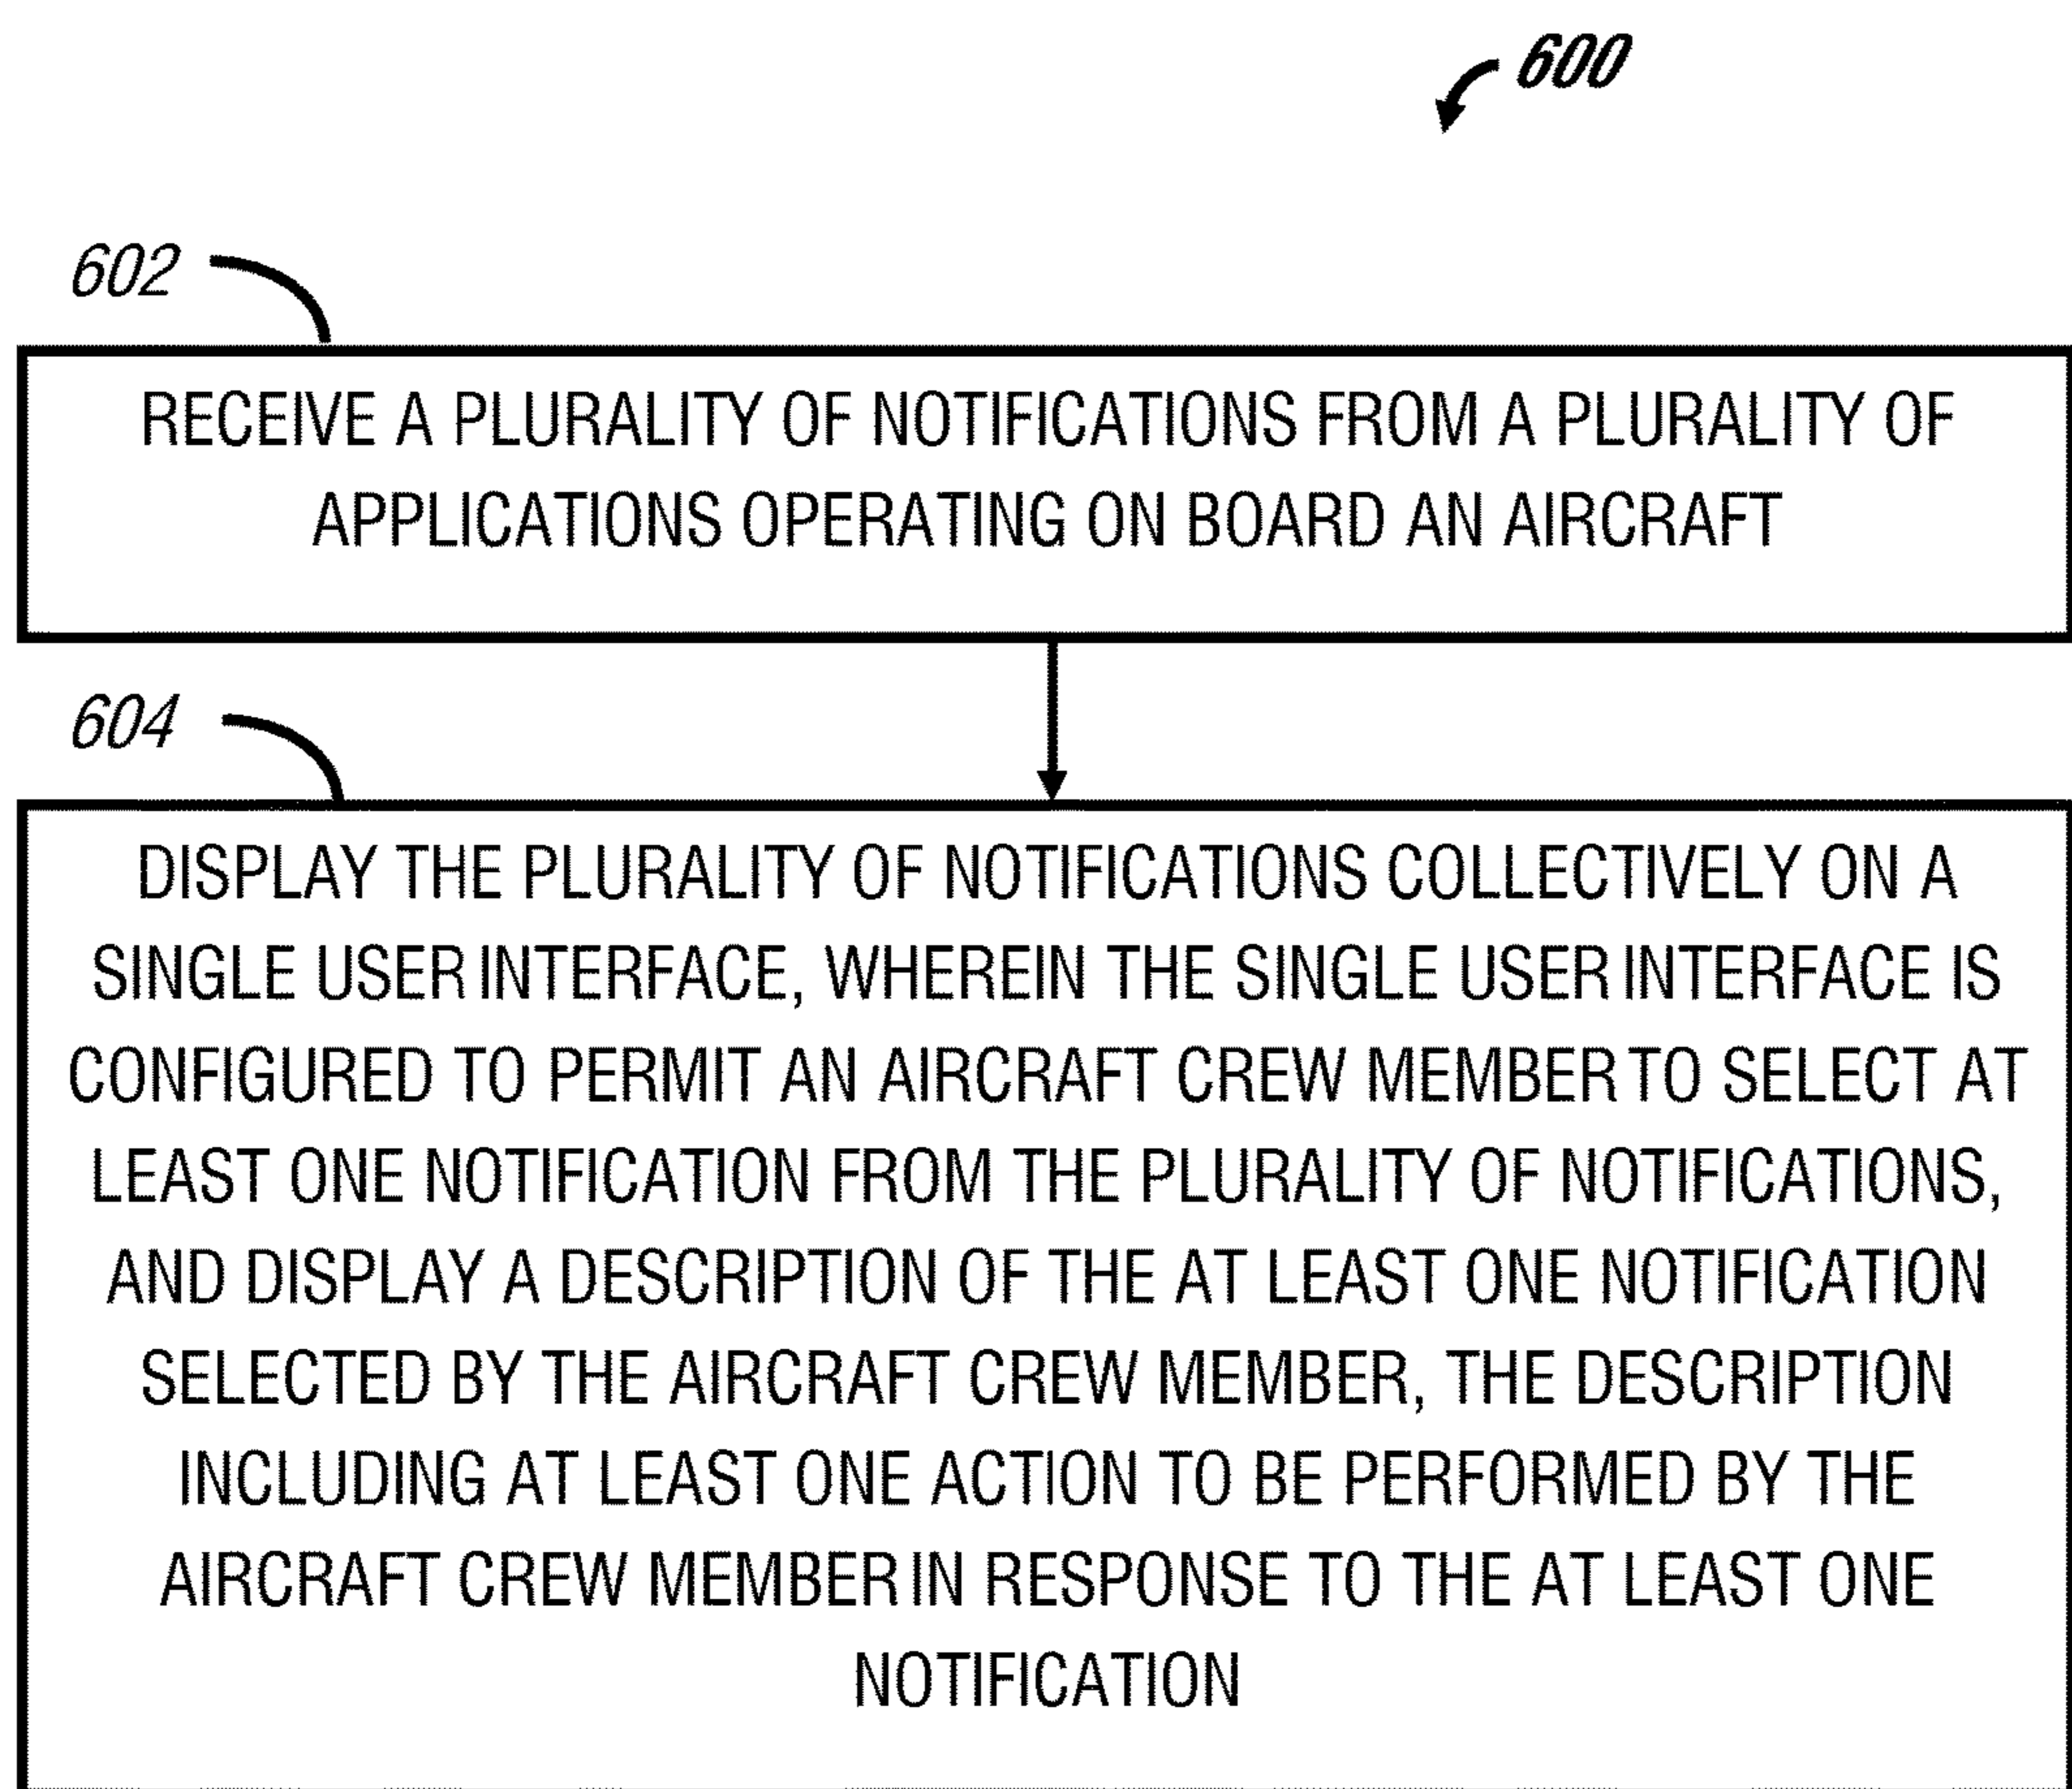 600
602
RECEIVE A PLURALITY OF NOTIFICATIONS FROM A PLURALITY OF
APPLICATIONS OPERATING ON BOARD AN AIRCRAFT
604
DISPLAY THE PLURALITY OF NOTIFICATIONS COLLECTIVELY ON A
SINGLE USER INTERFACE, WHEREIN THE SINGLE USER INTERFACE IS
CONFIGURED TO PERMIT AN AIRCRAFT CREW MEMBER TO SELECT AT
LEAST ONE NOTIFICATION FROM THE PLURALITY OF NOTIFICATIONS,
AND DISPLAY A DESCRIPTION OF THE AT LEAST ONE NOTIFICATION
SELECTED BY THE AIRCRAFT CREW MEMBER, THE DESCRIPTION
INCLUDING AT LEAST ONE ACTION TO BE PERFORMED BY THE
AIRCRAFT CREW MEMBER IN RESPONSE TO THE AT LEAST ONE
NOTIFICATION